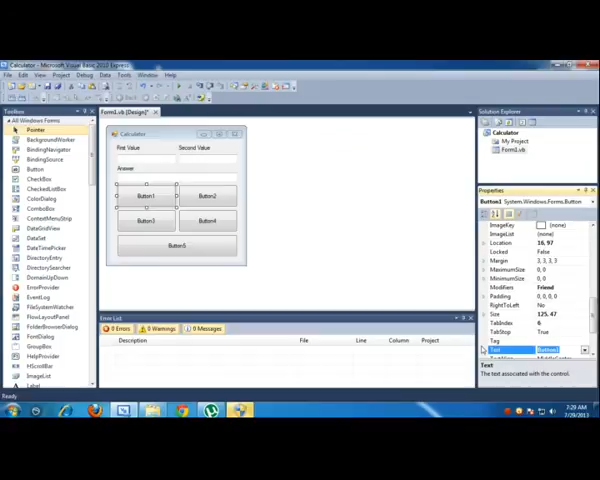 Calculator - Microsoft Visual Basic 2010 Express
File Edit View Project Debug Data Tools Window Help
Toolbox
All Windows Forms
Pointer
BackgroundWorker
BindingNavigator
BindingSource
Button
CheckBox
CheckedListBox
ColorDialog
ComboBox
ContextMenuStrip
DataGridView
DataSet
DateTimePicker
DirectoryEntry
DirectorySearcher
DomainUpDown
ErrorProvider
EventLog
FileSystemWatcher
FlowLayoutPanel
FolderBrowserDialog
FontDialog
GroupBox
HelpProvider
HScrollBar
ImageList
Label
Form1.vb [Design]*
Calculator
First Value Second Value
Answer
Button1 Button2
Button3 Button4
Button5
Error List
0 Errors 0 Warnings 0 Messages
Description File Line Column Project
Solution Explorer
Calculator
My Project
Form1.vb
Properties
Button1 System.Windows.Forms.Button
ImageKey (none)
ImageList (none)
Location 16, 97
Locked False
Margin 3, 3, 3, 3
MaximumSize 0, 0
MinimumSize 0, 0
Modifiers Friend
Padding 0, 0, 0, 0
RightToLeft No
Size 125, 47
TabIndex 6
TabStop True
Tag
Text Button1
TextAlign MiddleCenter
Text
The text associated with the control.
Ready
7:29 AM
7/29/2013